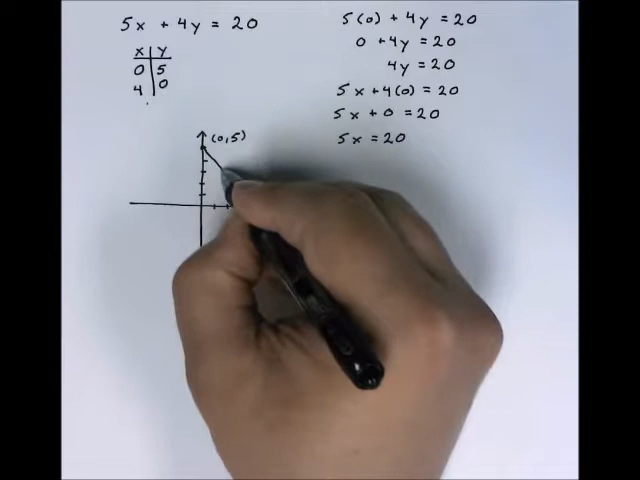 5x + 4y = 20
x y
0 5
4 0
(0,5)
5(0) + 4y = 20
0 + 4y = 20
4y = 20
5x + 4(0) = 20
5x + 0 = 20
5x = 20